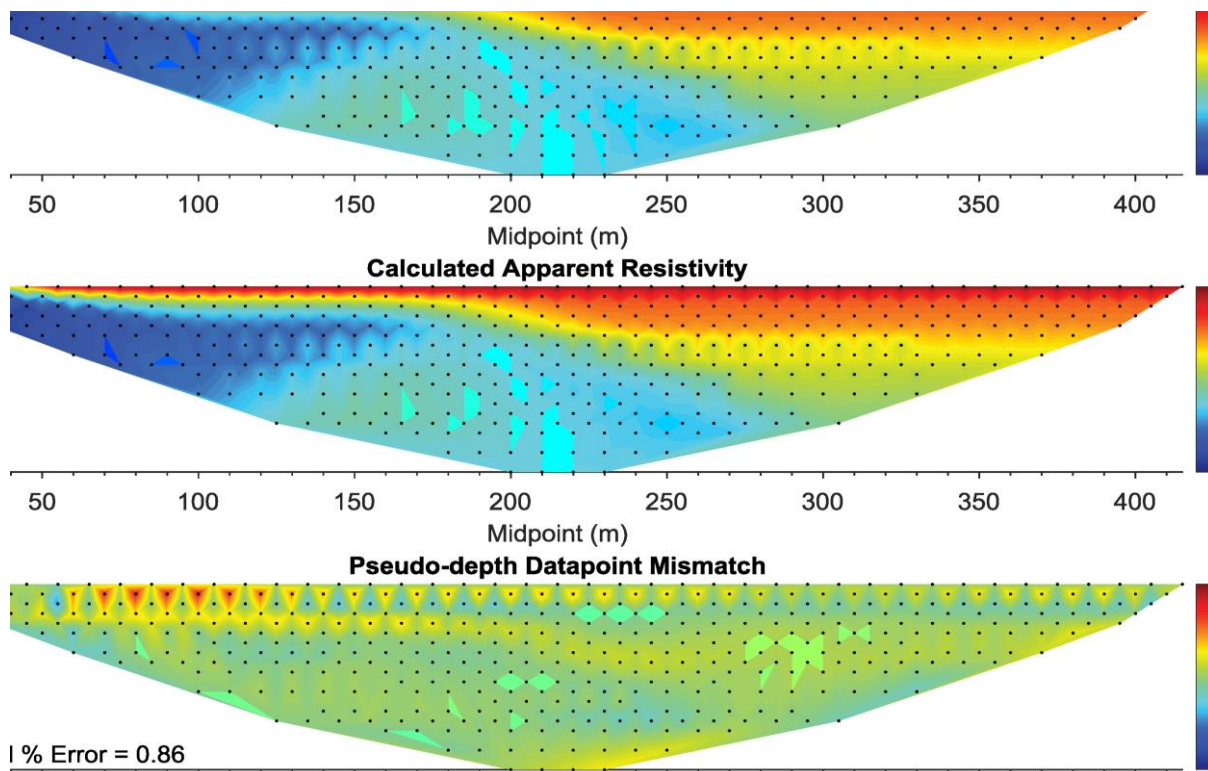 50 100 150 200 250 300 350 400
Midpoint (m)
Calculated Apparent Resistivity
50 100 150 200 250 300 350 400
Midpoint (m)
Pseudo-depth Datapoint Mismatch
l % Error = 0.86